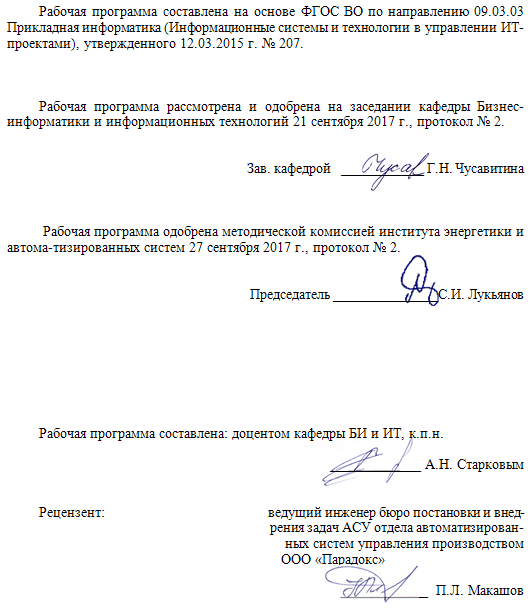 Рабочая программа составлена на основе ФГОС ВО по направлению 09.03.03
Прикладная информатика (Информационные системы и технологии в управлении ИТ-
проектами), утвержденного 12.03.2015 г. № 207.
Рабочая программа рассмотрена и одобрена на заседании кафедры Бизнес-
информатики и информационных технологий 21 сентября 2017 г., протокол № 2.
Зав. кафедрой ____________ Г.Н. Чусавитина
Рабочая программа одобрена методической комиссией института энергетики и
автома-тизированных систем 27 сентября 2017 г., протокол № 2.
Председатель _______________С.И. Лукьянов
Рабочая программа составлена: доцентом кафедры БИ и ИТ, к.п.н.
_____________ А.Н. Старковым
Рецензент: ведущий инженер бюро постановки и внед-
рения задач АСУ отдела автоматизирован-
ных систем управления производством
ООО «Парадокс»
______________ П.Л. Макашов